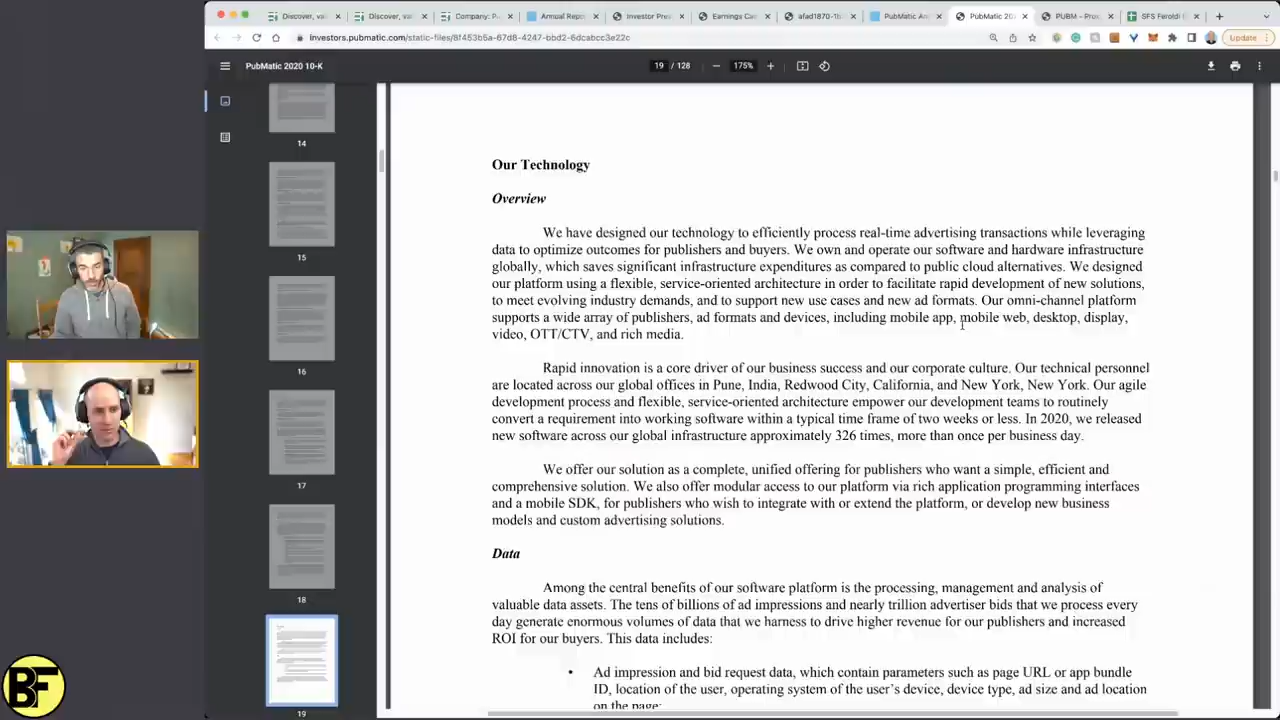 Discover, val
Discover, val
Company: P
Annual Repo
Investor Pres
Earnings Ca
afad1870-1b
PubMatic An
PubMatic 20
PUBM – Pro
SFS Feroldi E
investors.pubmatic.com/static-files/8f453b5a-67d8-4247-bbd2-6dcabcc3e22c
Update
PubMatic 2020 10-K
19 / 128
175%
14
15
16
17
18
19
Our Technology
Overview
We have designed our technology to efficiently process real-time advertising transactions while leveraging
data to optimize outcomes for publishers and buyers. We own and operate our software and hardware infrastructure
globally, which saves significant infrastructure expenditures as compared to public cloud alternatives. We designed
our platform using a flexible, service-oriented architecture in order to facilitate rapid development of new solutions,
to meet evolving industry demands, and to support new use cases and new ad formats. Our omni-channel platform
supports a wide array of publishers, ad formats and devices, including mobile app, mobile web, desktop, display,
video, OTT/CTV, and rich media.
Rapid innovation is a core driver of our business success and our corporate culture. Our technical personnel
are located across our global offices in Pune, India, Redwood City, California, and New York, New York. Our agile
development process and flexible, service-oriented architecture empower our development teams to routinely
convert a requirement into working software within a typical time frame of two weeks or less. In 2020, we released
new software across our global infrastructure approximately 326 times, more than once per business day.
We offer our solution as a complete, unified offering for publishers who want a simple, efficient and
comprehensive solution. We also offer modular access to our platform via rich application programming interfaces
and a mobile SDK, for publishers who wish to integrate with or extend the platform, or develop new business
models and custom advertising solutions.
Data
Among the central benefits of our software platform is the processing, management and analysis of
valuable data assets. The tens of billions of ad impressions and nearly trillion advertiser bids that we process every
day generate enormous volumes of data that we harness to drive higher revenue for our publishers and increased
ROI for our buyers. This data includes:
• Ad impression and bid request data, which contain parameters such as page URL or app bundle
ID, location of the user, operating system of the user's device, device type, ad size and ad location
on the page;
BF